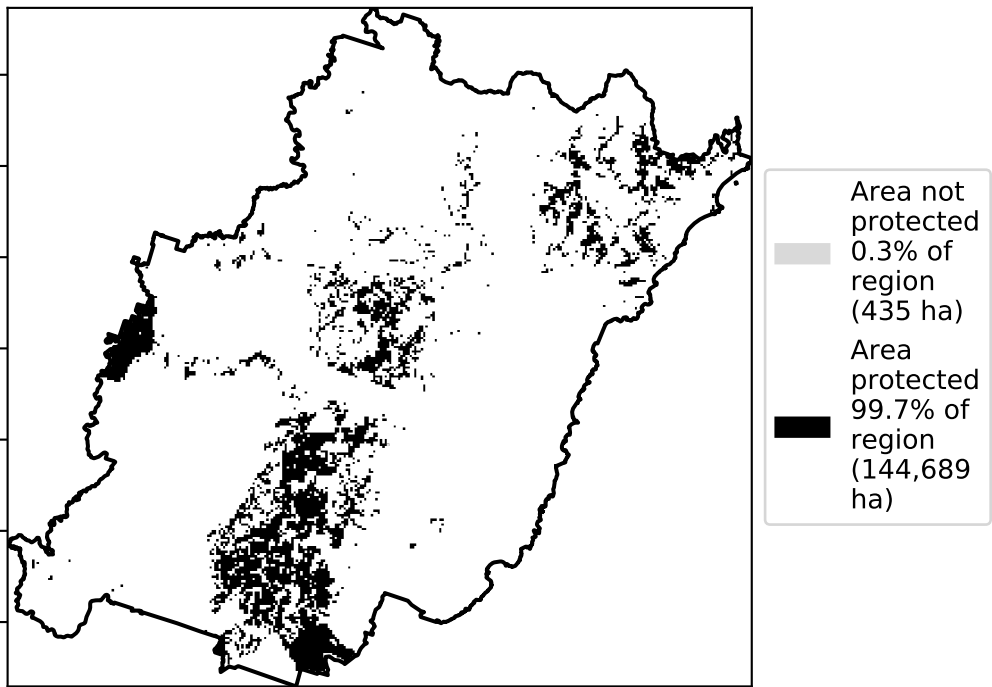 Area not
protected
0.3% of
region
(435 ha)
Area
protected
99.7% of
region
(144,689
ha)